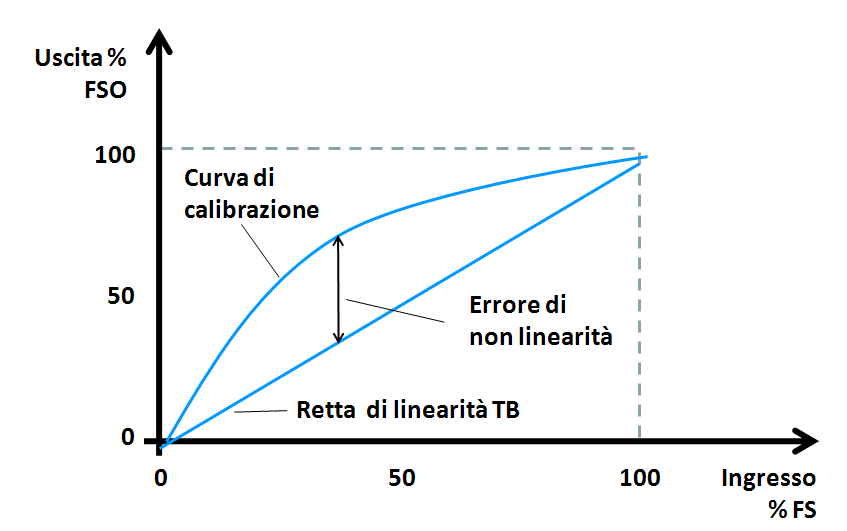 Uscita %
FSO
100
Curva di
calibrazione
50
Errore di
non linearità
Retta di linearità TB
0
0
50
100
Ingresso
% FS